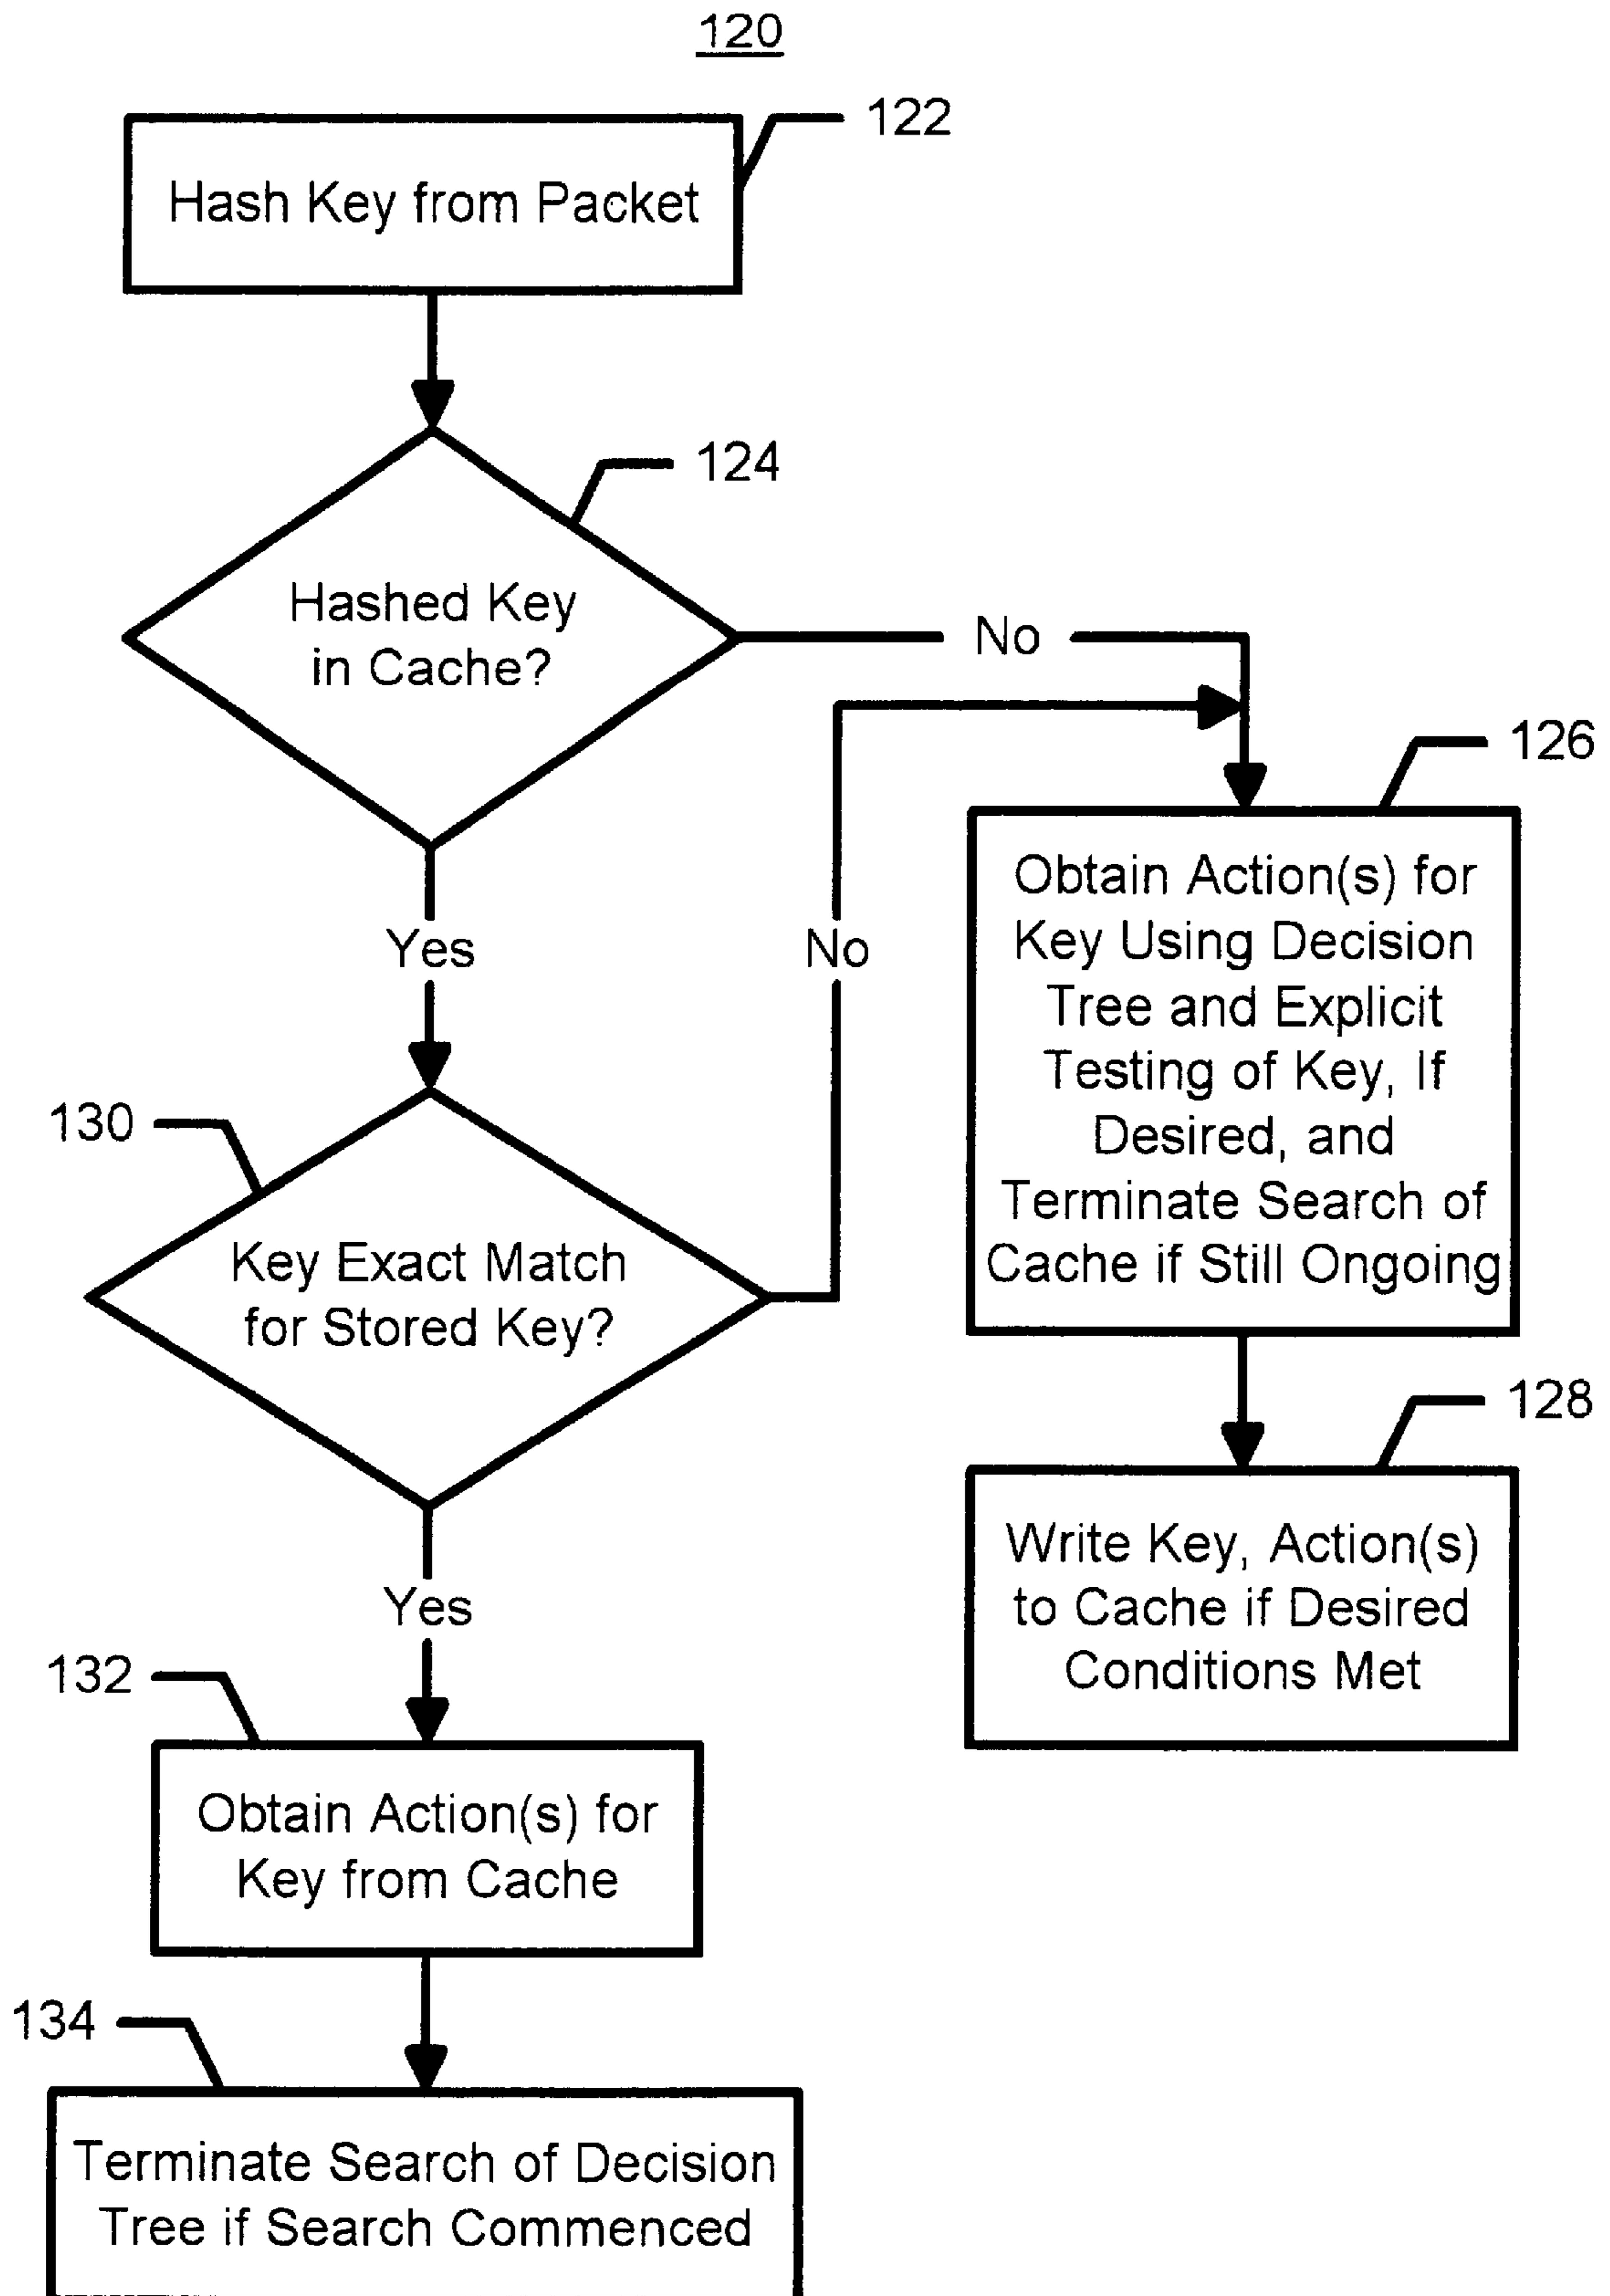 120
122
Hash Key from Packet
124
Hashed Key
in Cache?
No
126
Obtain Action(s) for
Key Using Decision
Tree and Explicit
Testing of Key, If
Desired, and
Terminate Search of
Cache if Still Ongoing
Yes
No
130
Key Exact Match
for Stored Key?
128
Write Key, Action(s)
to Cache if Desired
Conditions Met
Yes
132
Obtain Action(s) for
Key from Cache
134
Terminate Search of Decision
Tree if Search Commenced